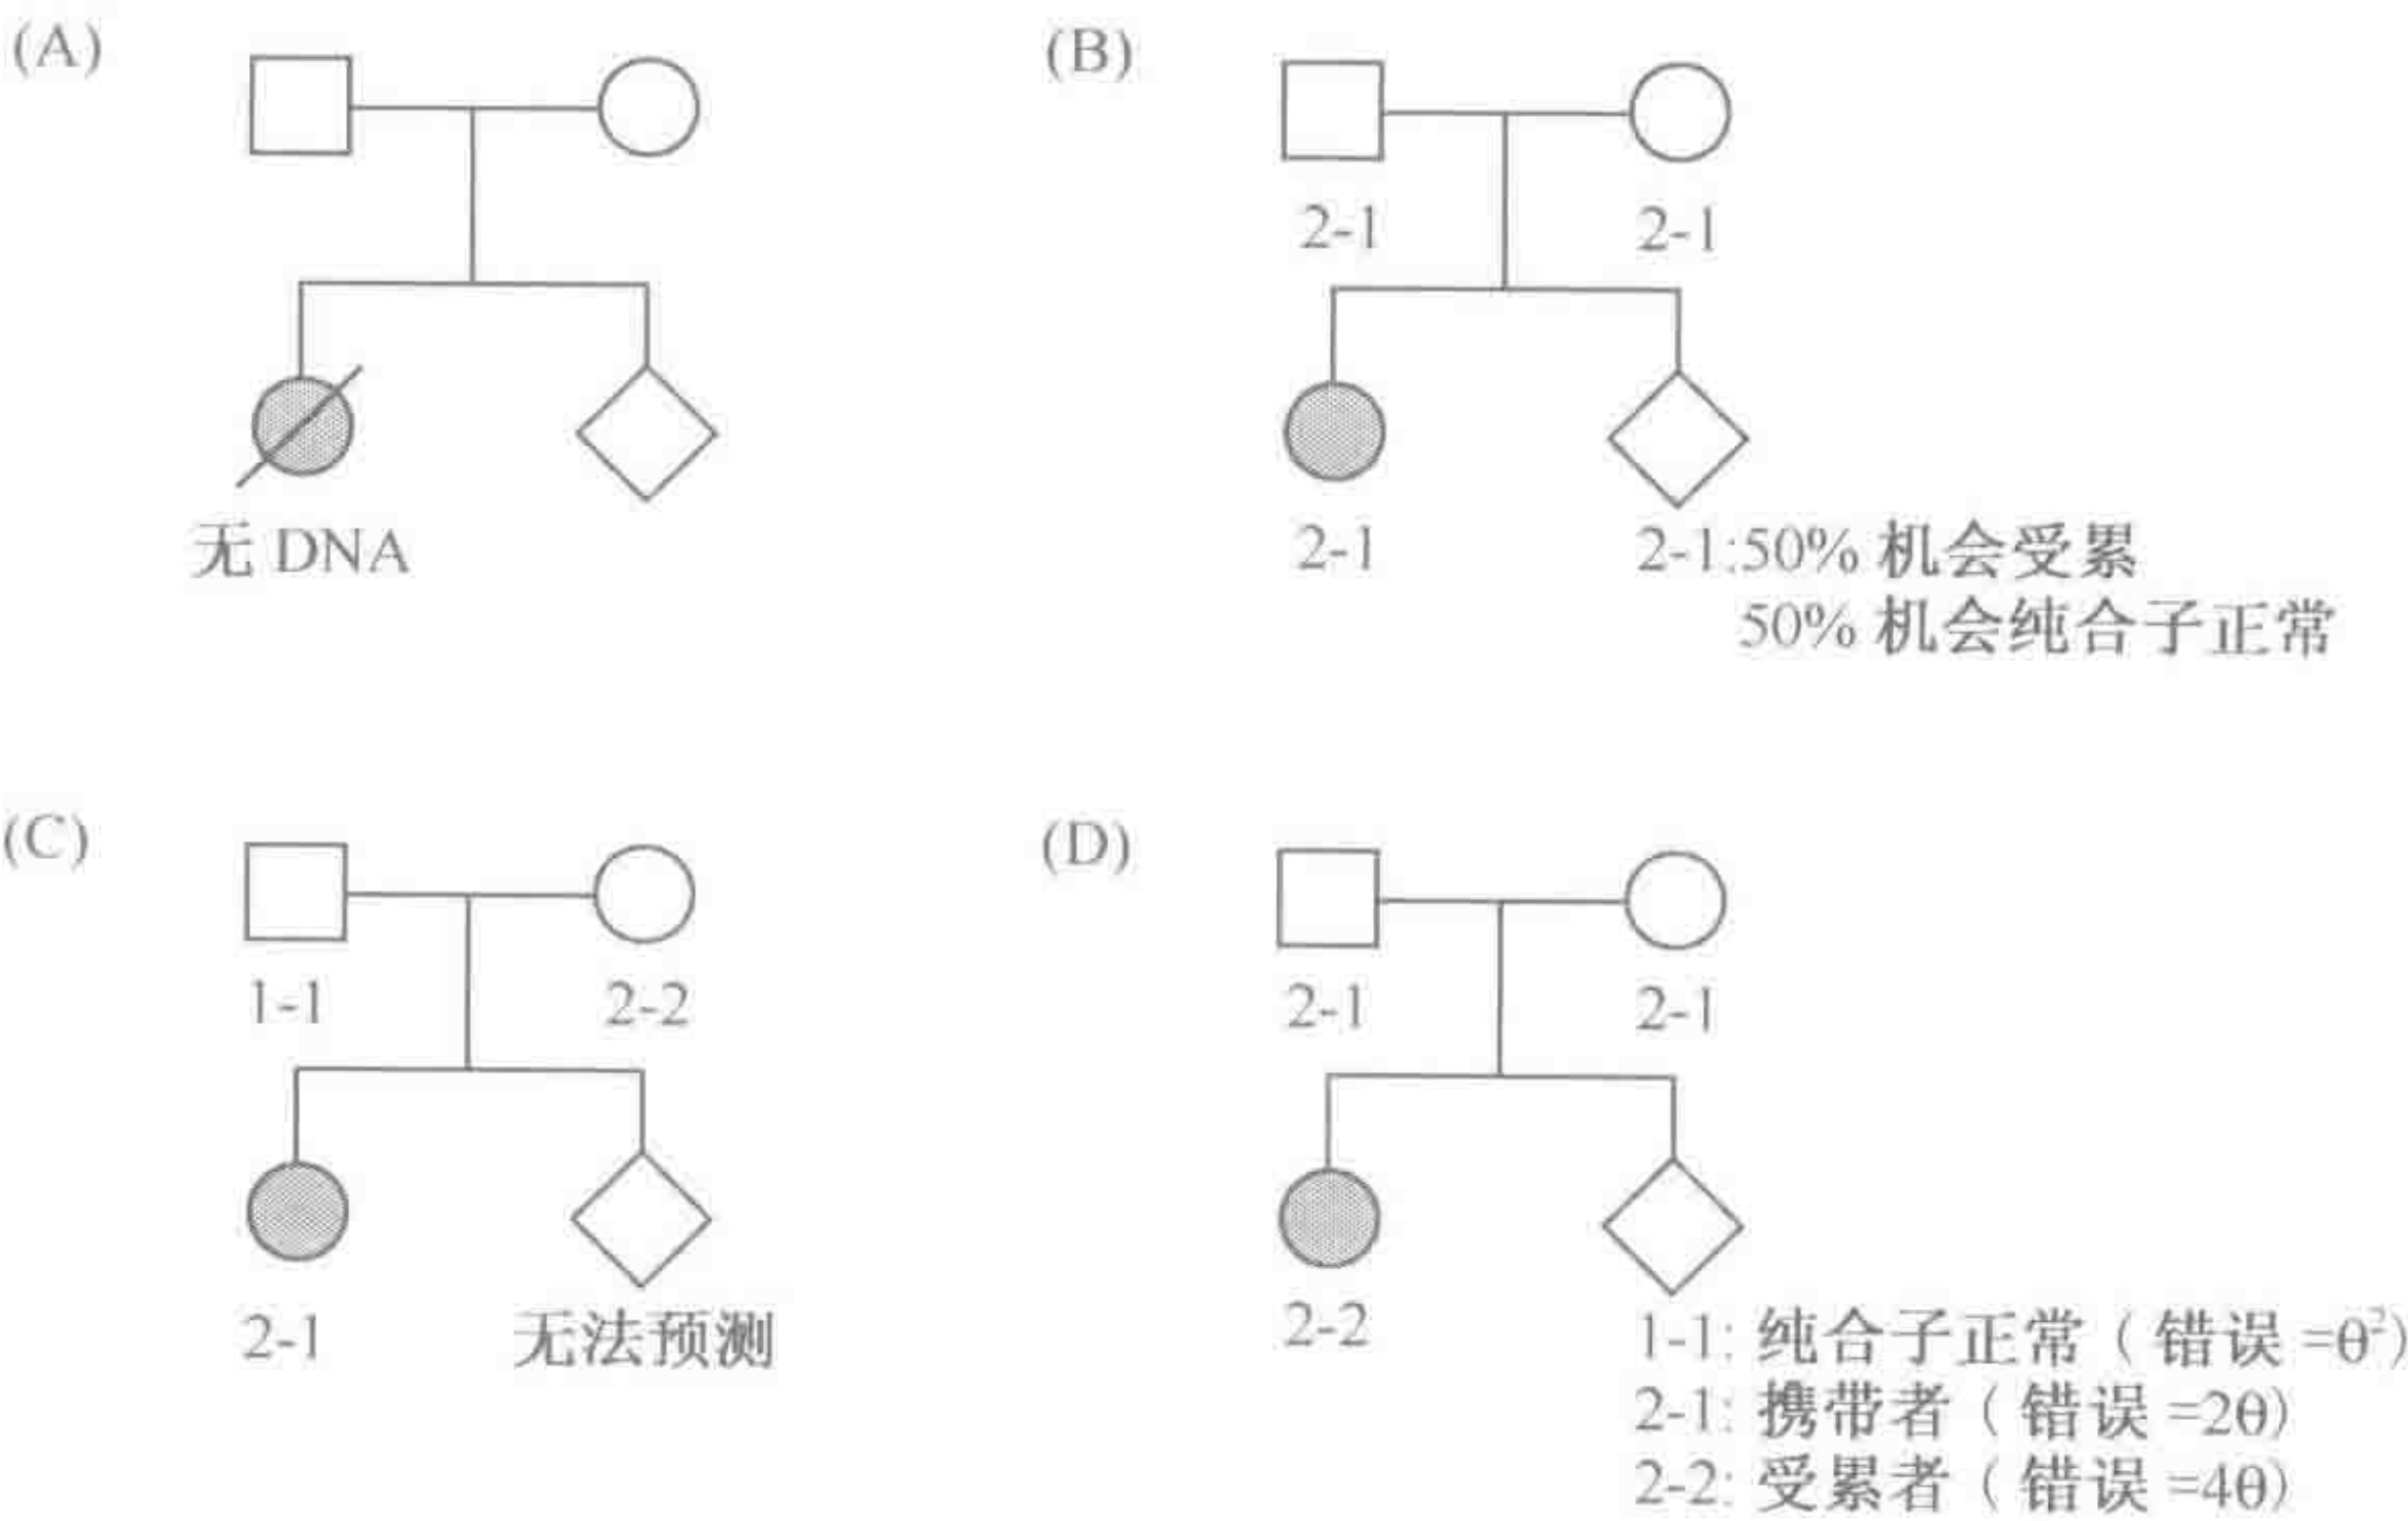 (A)
(B)
2-1
2-1
无 DNA
2-1
2-1:50% 机会受累
50% 机会纯合子正常
(C)
(D)
1-1
2-2
2-1
2-1
2-1
无法预测
2-2
1-1: 纯合子正常 ( 错误 =θ²)
2-1: 携带者 ( 错误 =2θ)
2-2: 受累者 ( 错误 =4θ)